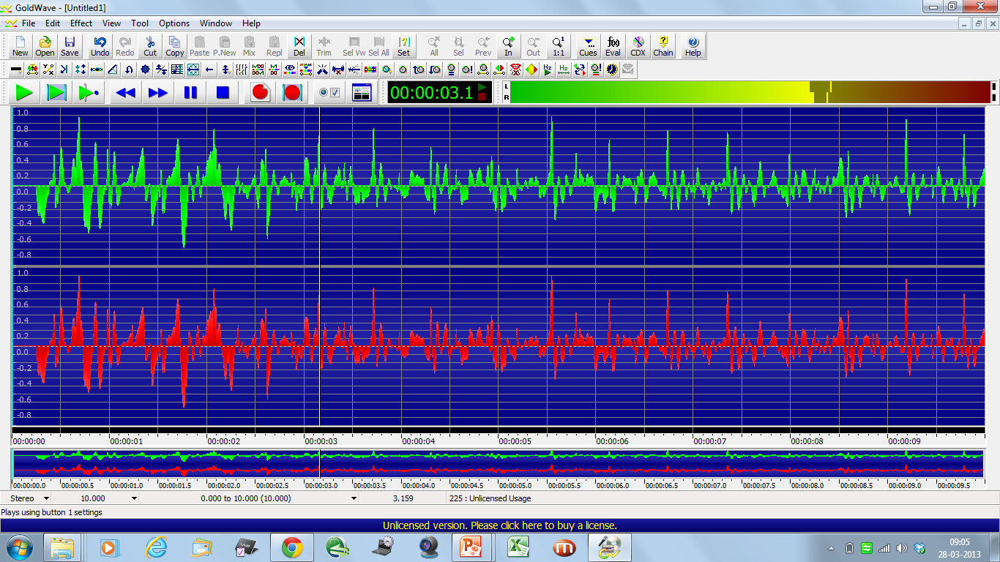 GoldWave - [Untitled1]
File Edit Effect View Tool Options Window Help
New Open Save Undo Redo Cut Copy Paste P.New Mix Repl Del Trim Sel Vw Sel All Set All Sel Prev In Out 1:1 Cues Eval CDX Chain Help
00:00:03.1
L
R
1.0
0.8
0.6
0.4
0.2
0.0
-0.2
-0.4
-0.6
-0.8
1.0
0.8
0.6
0.4
0.2
0.0
-0.2
-0.4
-0.6
-0.8
00:00:00 00:00:01 00:00:02 00:00:03 00:00:04 00:00:05 00:00:06 00:00:07 00:00:08 00:00:09
00:00:00.0 00:00:00.5 00:00:01.0 00:00:01.5 00:00:02.0 00:00:02.5 00:00:03.0 00:00:03.5 00:00:04.0 00:00:04.5 00:00:05.0 00:00:05.5 00:00:06.0 00:00:06.5 00:00:07.0 00:00:07.5 00:00:08.0 00:00:08.5 00:00:09.0 00:00:09.5
Stereo 10.000 0.000 to 10.000 (10.000) 3.159 225 : Unlicensed Usage
Plays using button 1 settings
Unlicensed version. Please click here to buy a license.
09:05
28-03-2013